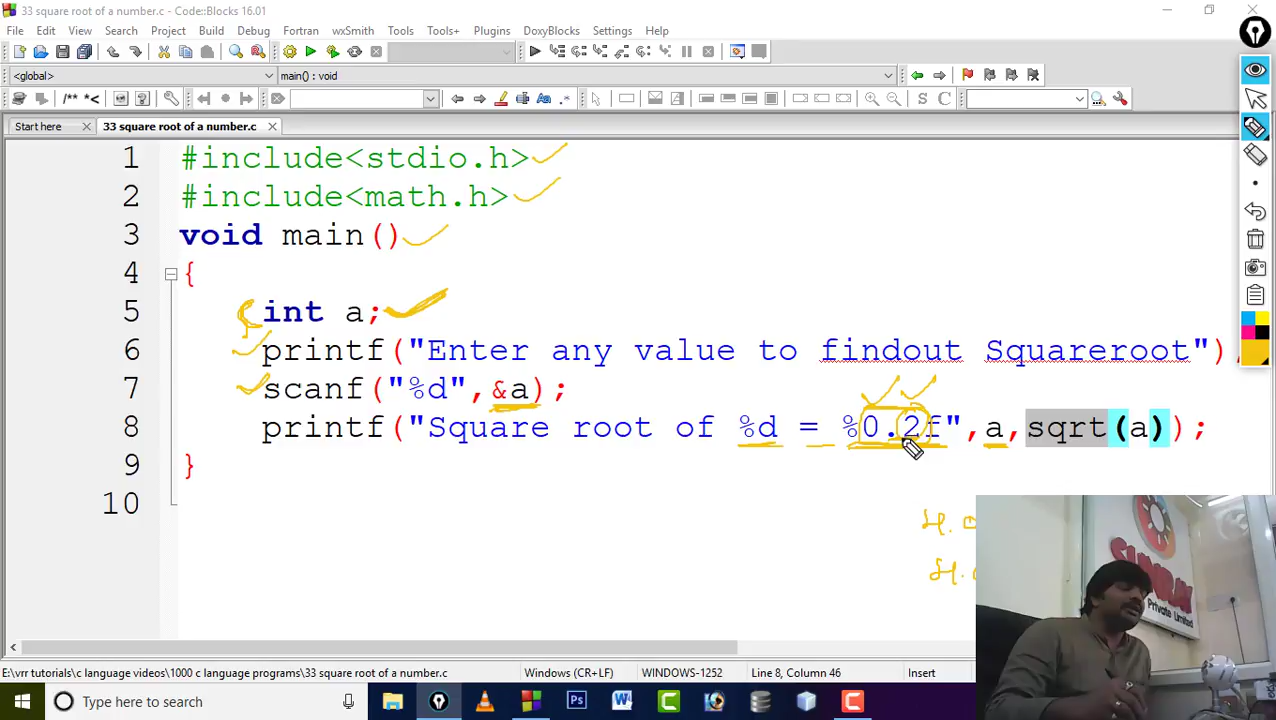 33 square root of a number.c - Code::Blocks 16.01
File Edit View Search Project Build Debug Fortran wxSmith Tools Tools+ Plugins DoxyBlocks Settings Help
<global> main() : void
/** *< Aa S C
Start here 33 square root of a number.c
1 #include<stdio.h>
2 #include<math.h>
3 void main()
4 {
5 int a;
6 printf("Enter any value to findout Squareroot")
7 scanf("%d",&a);
8 printf("Square root of %d = %0.2f",a,sqrt(a));
9 }
10
Private Limited
E:\vrr tutorials\c language videos\1000 c language programs\33 square root of a number.c Windows (CR+LF) WINDOWS-1252 Line 8, Column 46 Insert
Type here to search